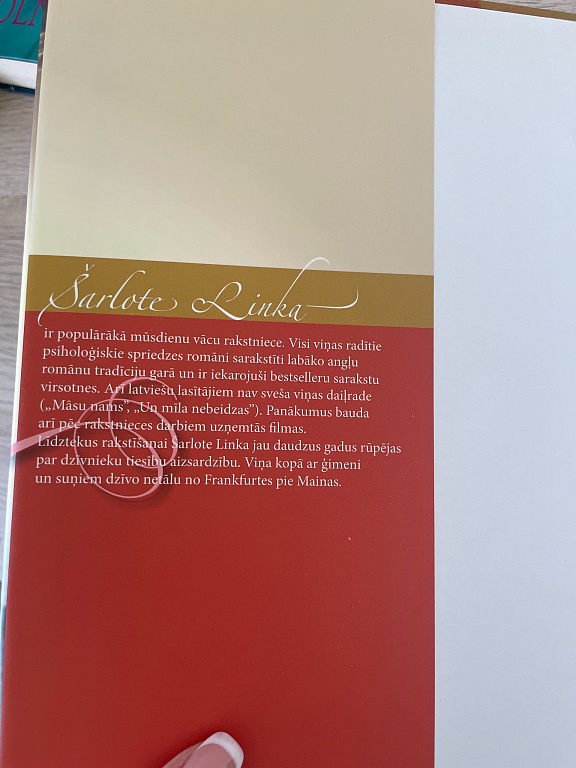 OLN
Šarlote Linka
ir populārākā mūsdienu vācu rakstniece. Visi viņas radītie
psiholoģiskie spriedzes romāni sarakstīti labāko angļu
romānu tradīciju garā un ir iekarojuši bestselleru sarakstu
virsotnes. Arī latviešu lasītājiem nav sveša viņas daiļrade
(„Māsu nams”, „Un mīla nebeidzas”). Panākumus bauda
arī pēc rakstnieces darbiem uzņemtās filmas.
Līdztekus rakstīšanai Šarlote Linka jau daudzus gadus rūpējas
par dzīvnieku tiesību aizsardzību. Viņa kopā ar ģimeni
un suņiem dzīvo netālu no Frankfurtes pie Mainas.